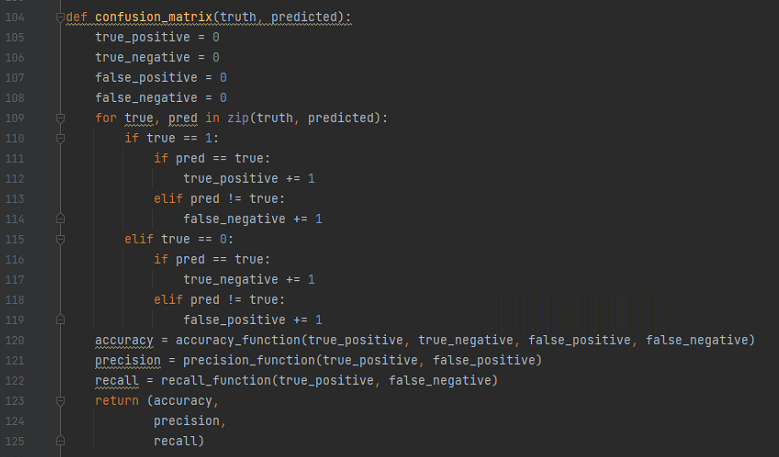 104 def confusion_matrix(truth, predicted):
105     true_positive = 0
106     true_negative = 0
107     false_positive = 0
108     false_negative = 0
109     for true, pred in zip(truth, predicted):
110         if true == 1:
111             if pred == true:
112                 true_positive += 1
113             elif pred != true:
114                 false_negative += 1
115         elif true == 0:
116             if pred == true:
117                 true_negative += 1
118             elif pred != true:
119                 false_positive += 1
120     accuracy = accuracy_function(true_positive, true_negative, false_positive, false_negative)
121     precision = precision_function(true_positive, false_positive)
122     recall = recall_function(true_positive, false_negative)
123     return (accuracy,
124             precision,
125             recall)